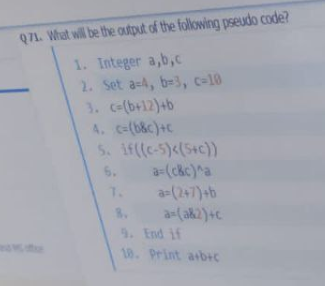 Q71. What will be the output of the following pseudo code?
1. Integer a,b,c
2. Set a=4, b=3, c=10
3. c=(b+12)+b
4. c=(b&c)+c
5. if((c-5)<(5+c))
6. a=(c&c)^a
7. a=(2+7)+b
8. a=(a&2)+c
9. End if
10. Print a+b+c